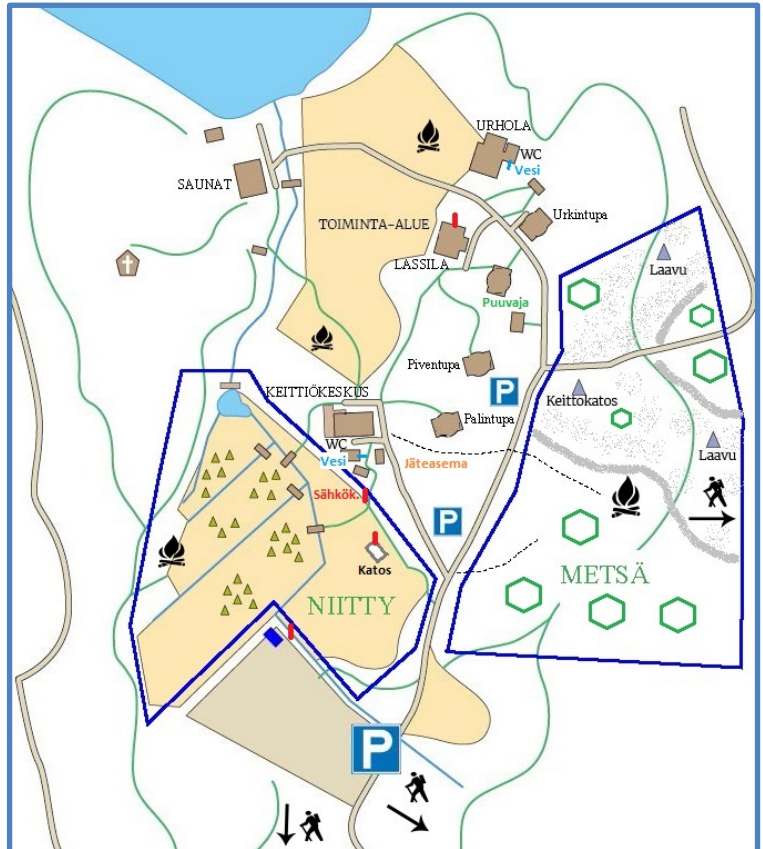 URHOLA
WC
Vesi
SAUNAT
Urkintupa
TOIMINTA-ALUE
LASSILA
Laavu
Puuvaja
Piventupa
P
KEITTIÖKESKUS
Keittokatos
Palintupa
WC
Vesi
Jäteasema
Laavu
Sähkök.
P
Katos
METSÄ
NIITTY
P